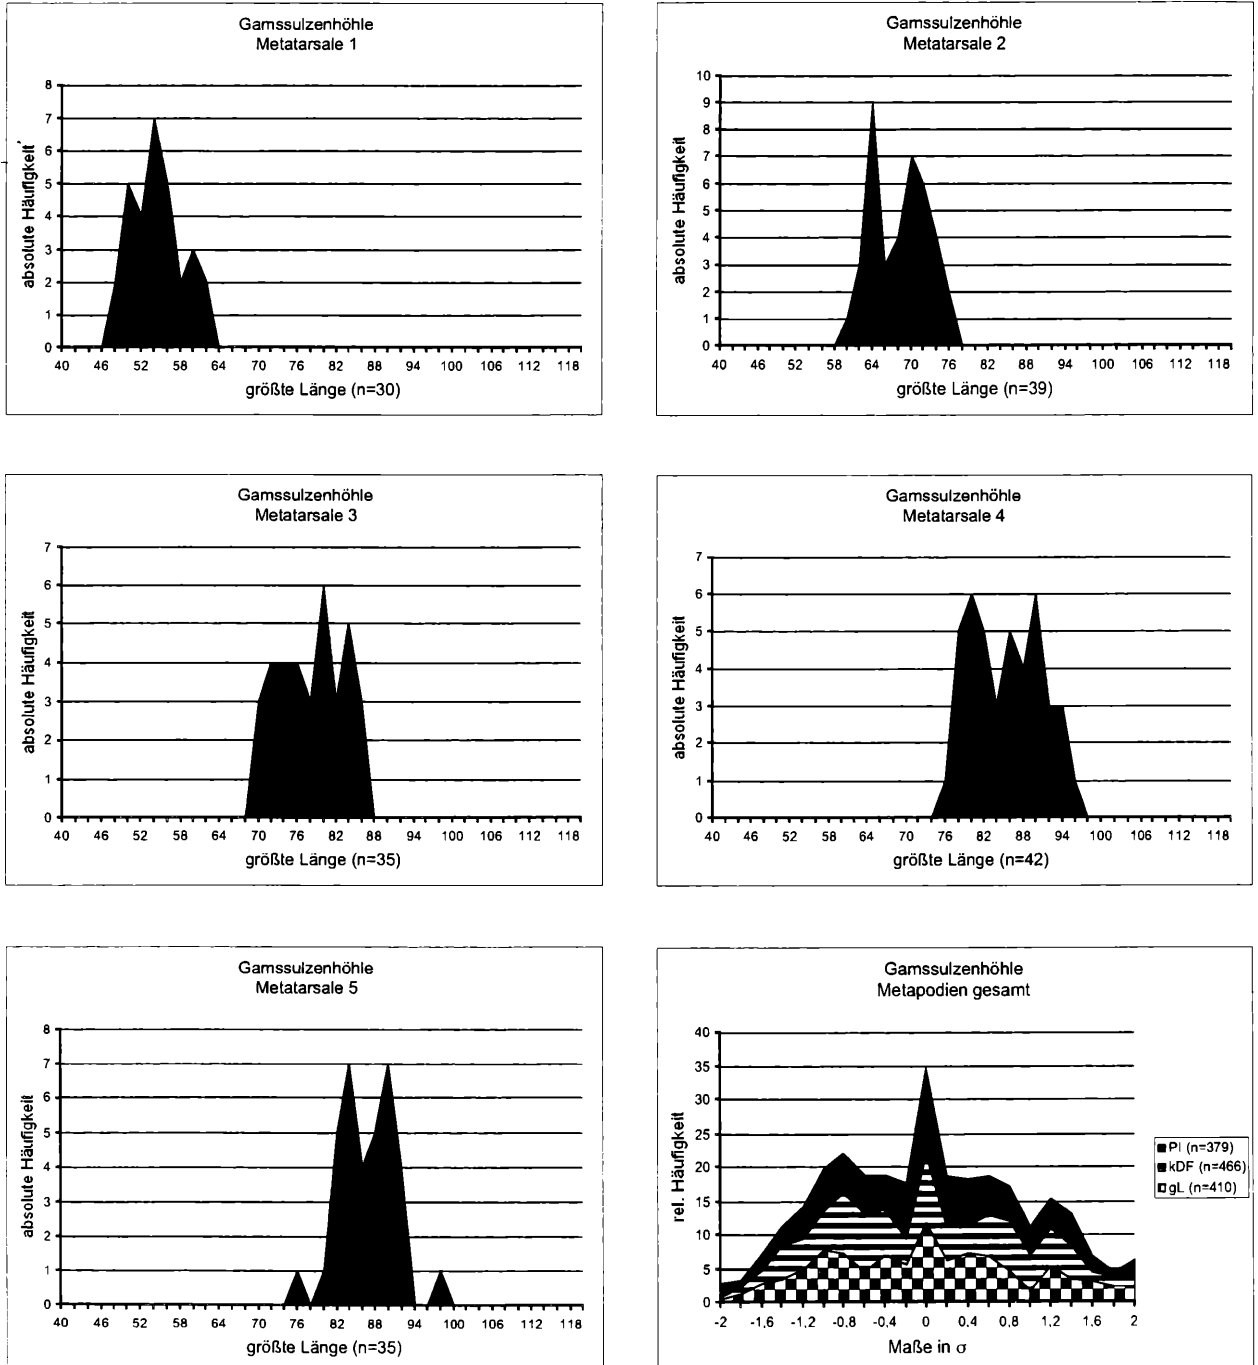 Gamssulzenhöhle
Metatarsale 1
absolute Häufigkeit
8
7
6
5
4
3
2
1
0
40 46 52 58 64 70 76 82 88 94 100 106 112 118
größte Länge (n=30)
Gamssulzenhöhle
Metatarsale 2
absolute Häufigkeit
10
9
8
7
6
5
4
3
2
1
0
40 46 52 58 64 70 76 82 88 94 100 106 112 118
größte Länge (n=39)
Gamssulzenhöhle
Metatarsale 3
absolute Häufigkeit
7
6
5
4
3
2
1
0
40 46 52 58 64 70 76 82 88 94 100 106 112 118
größte Länge (n=35)
Gamssulzenhöhle
Metatarsale 4
absolute Häufigkeit
7
6
5
4
3
2
1
0
40 46 52 58 64 70 76 82 88 94 100 106 112 118
größte Länge (n=42)
Gamssulzenhöhle
Metatarsale 5
absolute Häufigkeit
8
7
6
5
4
3
2
1
0
40 46 52 58 64 70 76 82 88 94 100 106 112 118
größte Länge (n=35)
Gamssulzenhöhle
Metapodien gesamt
rel. Häufigkeit
40
35
30
25
20
15
10
5
0
-2 -1,6 -1,2 -0,8 -0,4 0 0,4 0,8 1,2 1,6 2
Maße in σ
PI (n=379)
kDF (n=466)
gL (n=410)